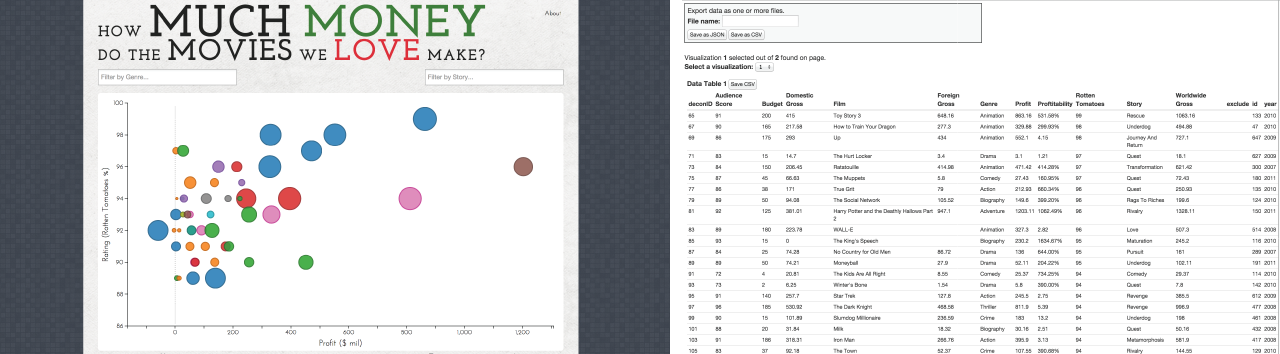 HOW MUCH MONEY
DO THE MOVIES WE LOVE MAKE?
About
Filter by Genre...
Filter by Story...
Rating (Rotten Tomatoes %)
100
98
96
94
92
90
88
86
0
200
400
600
800
1,000
1,200
Profit ($ mil)
Export data as one or more files.
File name:
Save as JSON Save as CSV
Visualization 1 selected out of 2 found on page.
Select a visualization: 1
Data Table 1 Save CSV
deconID Audience Score Budget Domestic Gross Film Foreign Gross Genre Profit Profitability Rotten Tomatoes Story Worldwide Gross exclude id year
65 91 200 415 Toy Story 3 648.16 Animation 863.16 531.58% 99 Rescue 1063.16 133 2010
67 90 165 217.58 How to Train Your Dragon 277.3 Animation 329.88 299.93% 98 Underdog 494.88 47 2010
69 86 175 293 Up 434 Animation 552.1 4.15 98 Journey And Return 727.1 647 2009
71 83 15 14.7 The Hurt Locker 3.4 Drama 3.1 1.21 97 Quest 18.1 627 2009
73 84 150 206.45 Ratatouille 414.98 Animation 471.42 414.28% 97 Transformation 621.42 300 2007
75 87 45 66.63 The Muppets 5.8 Comedy 27.43 160.95% 97 Quest 72.43 180 2011
77 86 38 171 True Grit 79 Action 212.93 660.34% 96 Quest 250.93 135 2010
79 89 50 94.08 The Social Network 105.52 Biography 149.6 399.20% 96 Rags To Riches 199.6 124 2010
81 92 125 381.01 Harry Potter and the Deathly Hallows Part 2 947.1 Adventure 1203.11 1062.49% 96 Rivalry 1328.11 150 2011
83 89 180 223.78 WALL-E Animation 327.3 2.82 96 Love 507.3 514 2008
85 93 15 0 The King's Speech Biography 230.2 1634.67% 95 Maturation 245.2 116 2010
87 84 25 74.28 No Country for Old Men 86.72 Drama 136 644.00% 95 Pursuit 161 289 2007
89 89 50 74.21 Moneyball 27.9 Drama 52.11 204.22% 95 Underdog 102.11 191 2011
91 72 4 20.81 The Kids Are All Right 8.55 Comedy 25.37 734.25% 94 Comedy 29.37 114 2010
93 73 2 6.25 Winter's Bone 1.54 Drama 5.8 390.00% 94 Quest 7.8 142 2010
95 91 140 257.7 Star Trek 127.8 Action 245.5 2.75 94 Revenge 385.5 612 2009
97 96 185 530.92 The Dark Knight 468.58 Thriller 811.9 5.39 94 Revenge 996.9 477 2008
99 90 15 101.89 Slumdog Millionaire 236.59 Crime 183 13.2 94 Quest 461 2008
101 88 20 31.84 Milk 18.32 Biography 30.16 2.51 94 Quest 50.16 432 2008
103 91 186 318.31 Iron Man 266.76 Action 395.9 3.13 94 Metamorphosis 581.9 417 2008
105 83 37 92.18 The Town 52.37 Crime 107.55 390.66% 94 Rivalry 144.55 129 2010